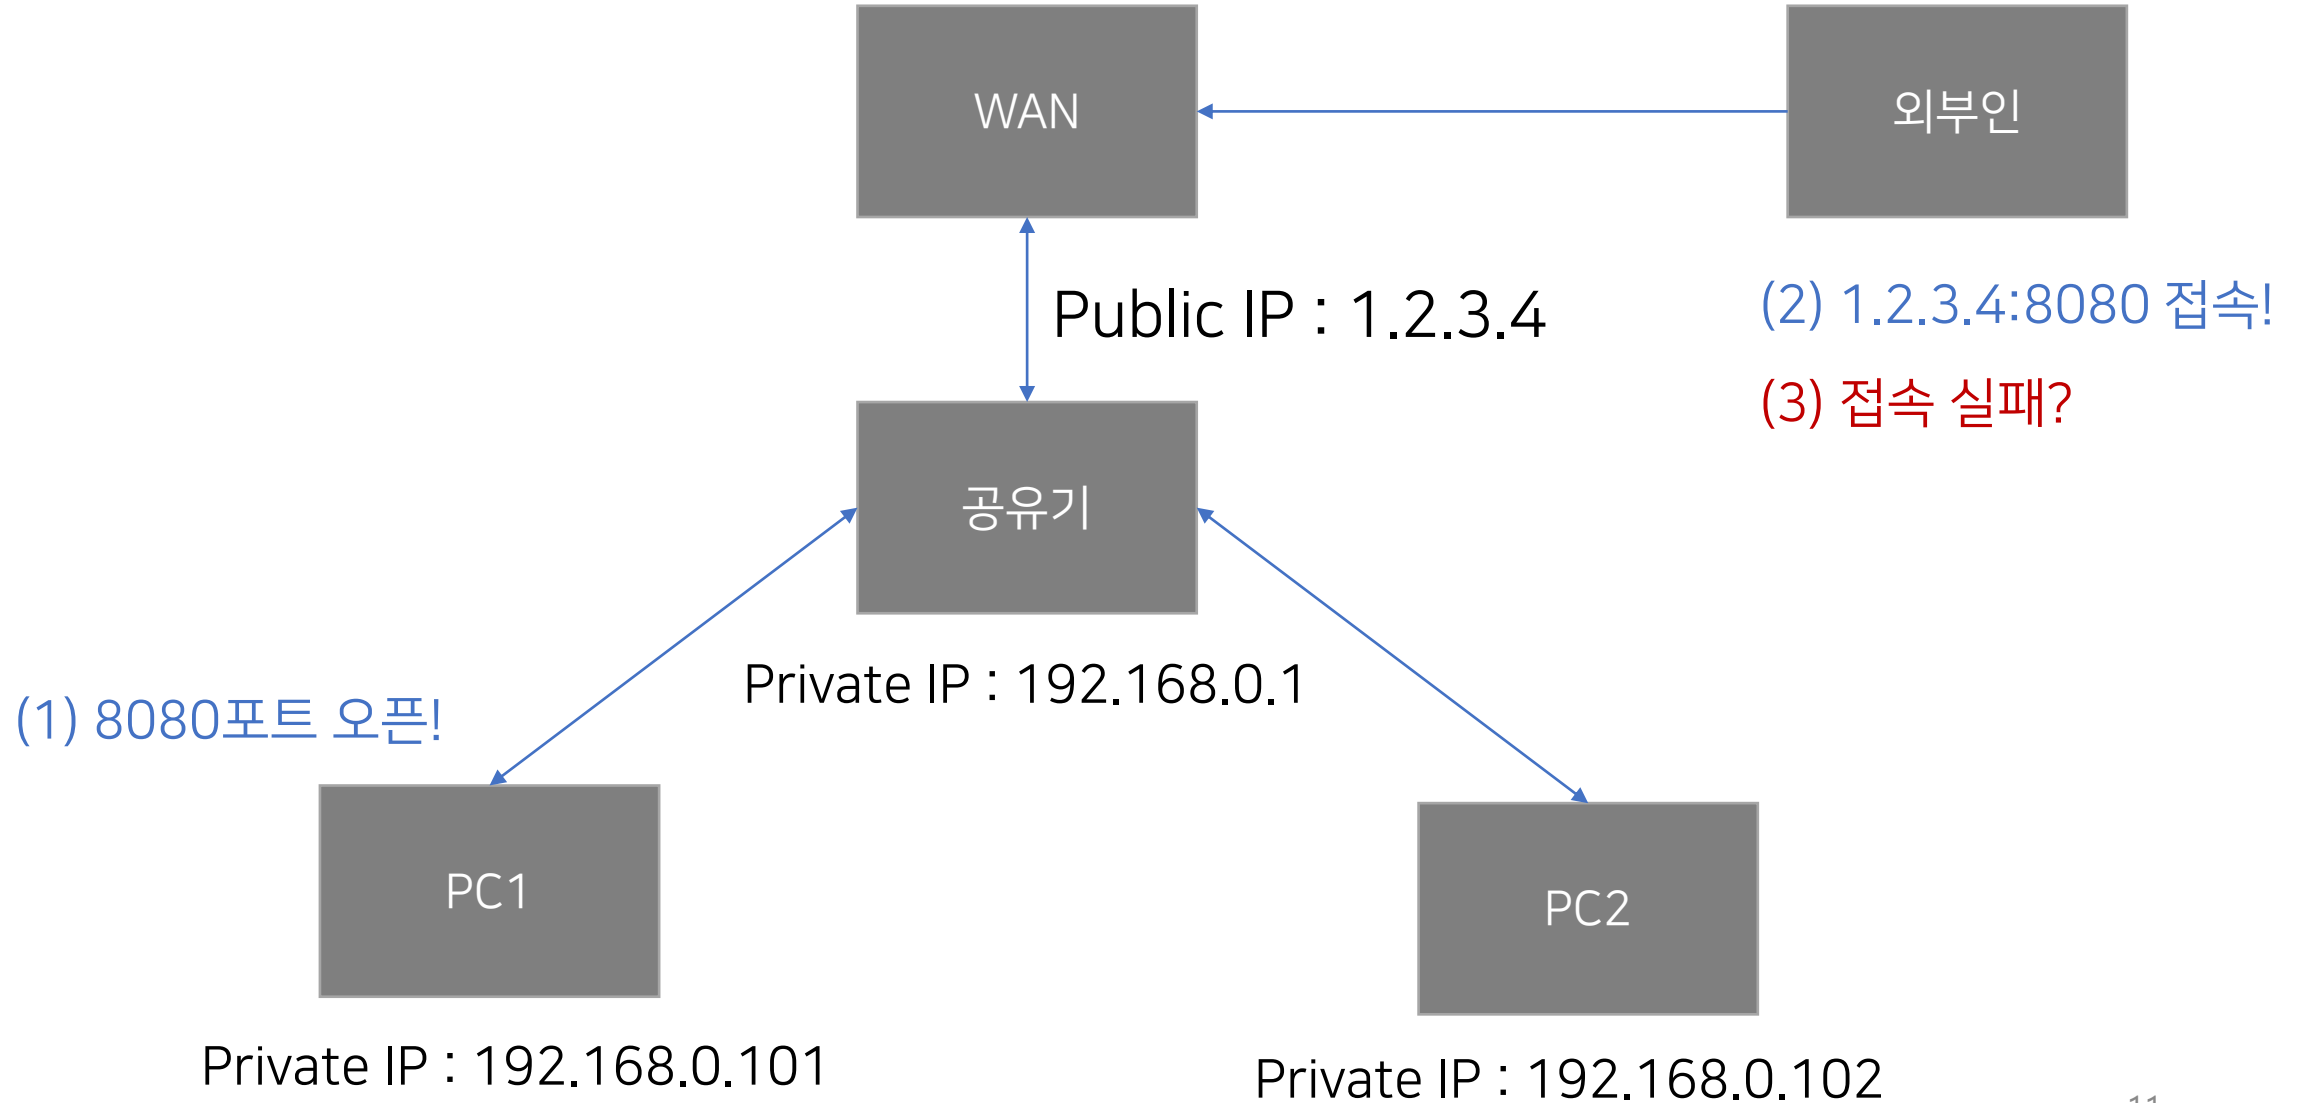 WAN
외부인
Public IP : 1.2.3.4
(2) 1.2.3.4:8080 접속!
(3) 접속 실패?
공유기
Private IP : 192.168.0.1
(1) 8080포트 오픈!
PC1
PC2
Private IP : 192.168.0.101
Private IP : 192.168.0.102
11